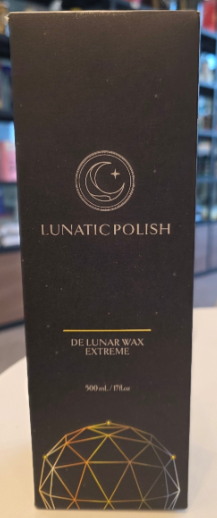 LUNATIC POLISH
DE LUNAR WAX
EXTREME
500 mL / 17fl.oz